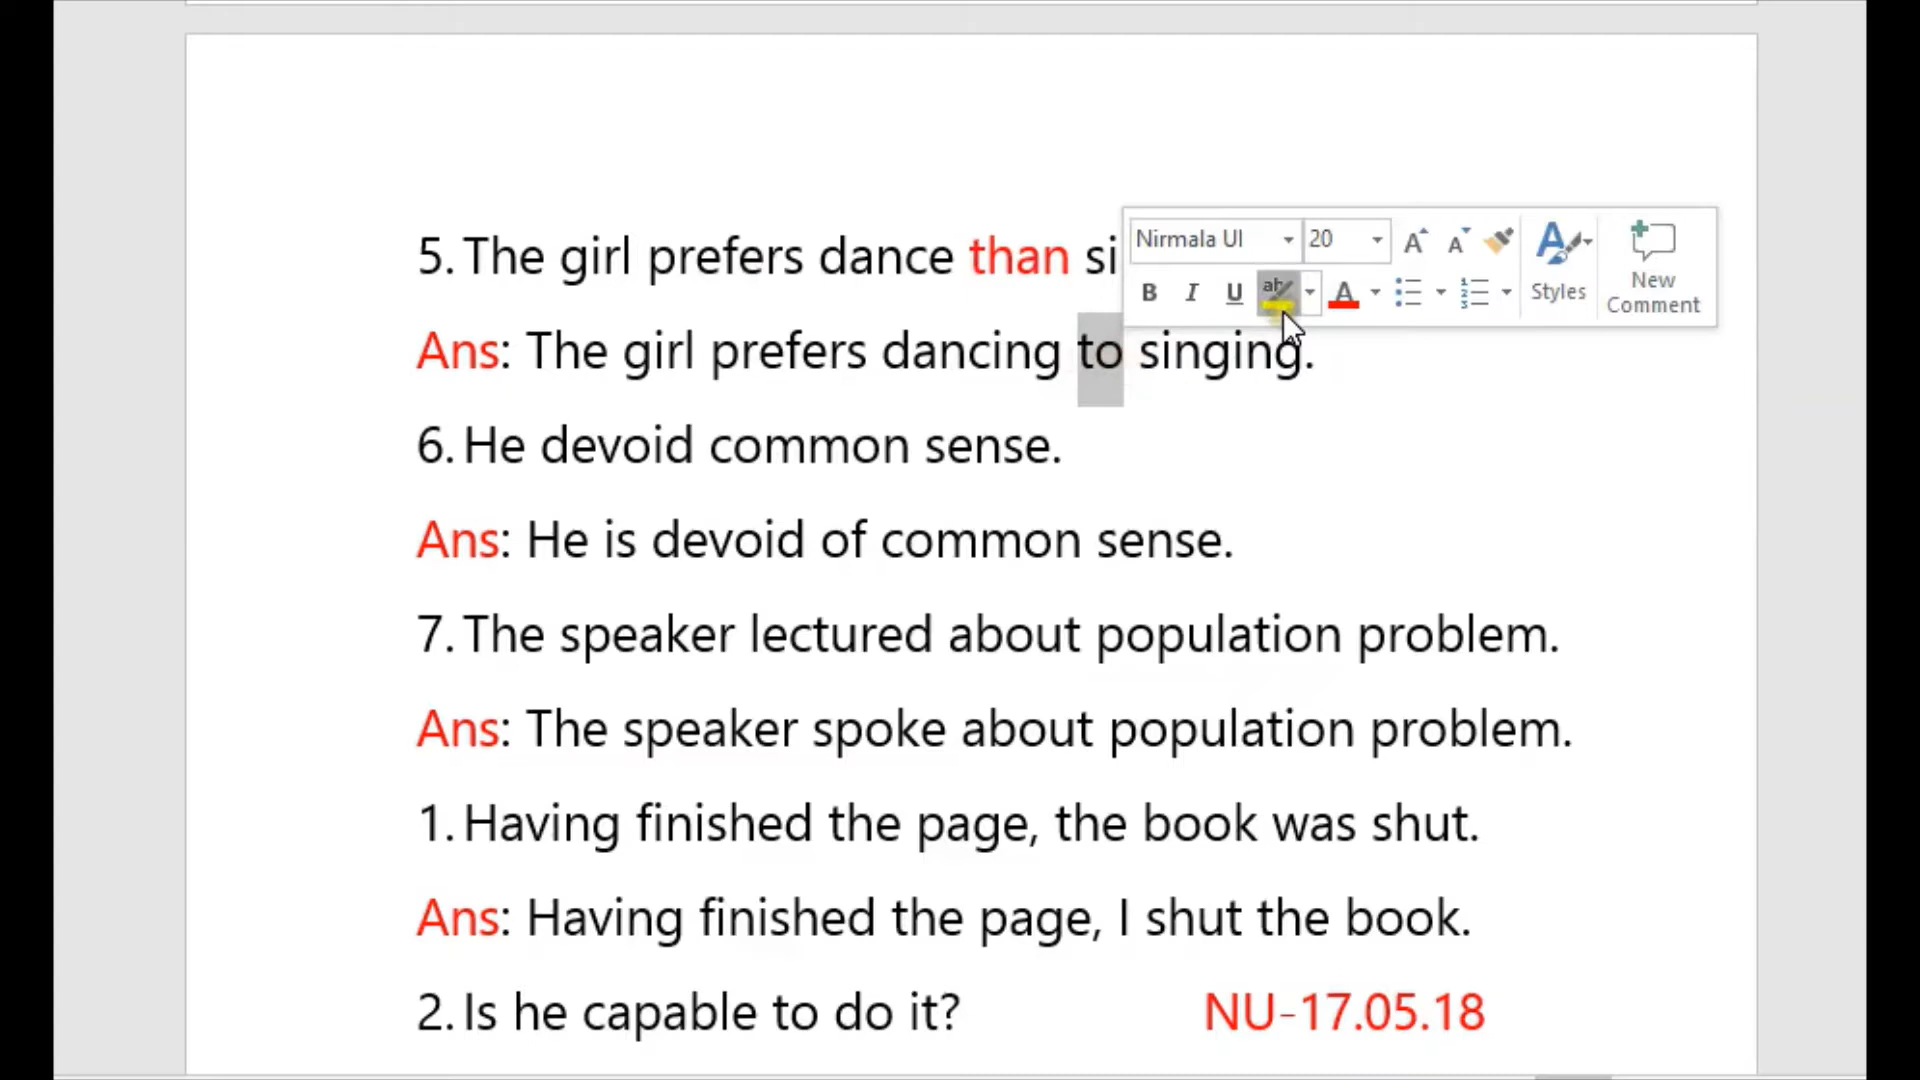 5. The girl prefers dance than si
Nirmala UI 20
B I U ab A Styles New Comment
Ans: The girl prefers dancing to singing.
6. He devoid common sense.
Ans: He is devoid of common sense.
7. The speaker lectured about population problem.
Ans: The speaker spoke about population problem.
1. Having finished the page, the book was shut.
Ans: Having finished the page, I shut the book.
2. Is he capable to do it? NU-17.05.18